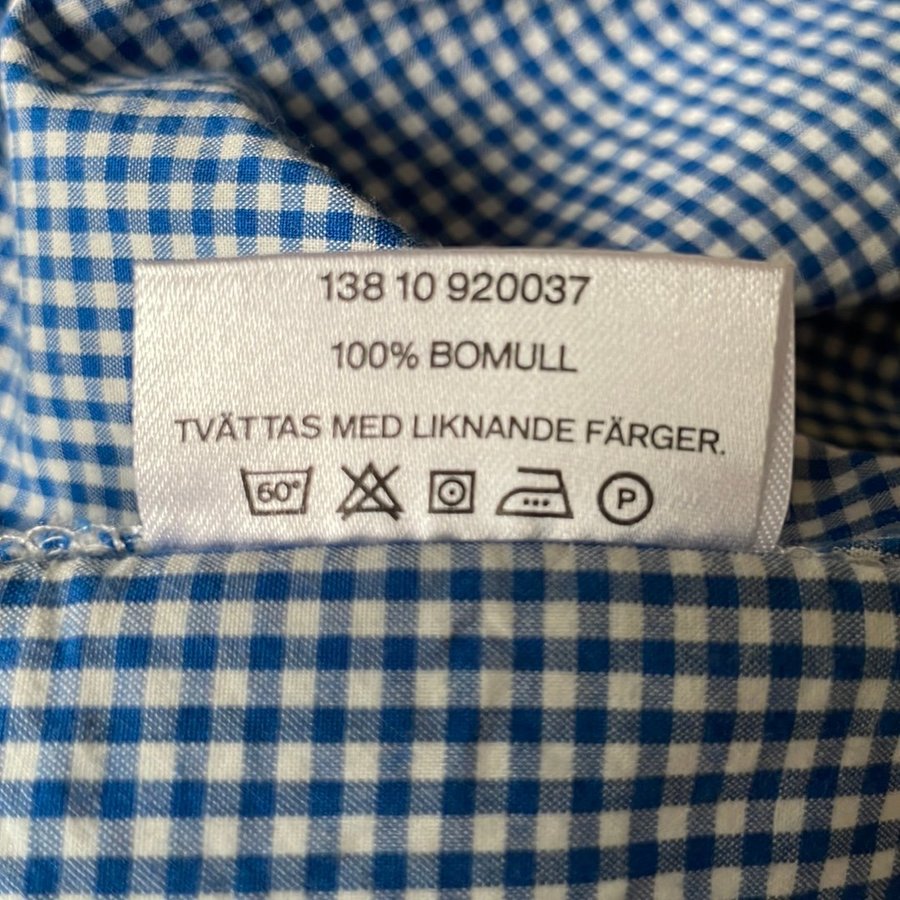 138 10 920037
100% BOMULL
TVÄTTAS MED LIKNANDE FÄRGER.
60° P